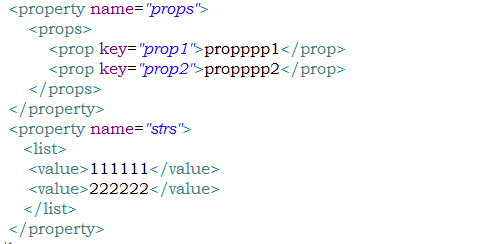 <property name="props">
<props>
<prop key="prop1">propppp1</prop>
<prop key="prop2">propppp2</prop>
</props>
</property>
<property name="strs">
<list>
<value>111111</value>
<value>222222</value>
</list>
</property>